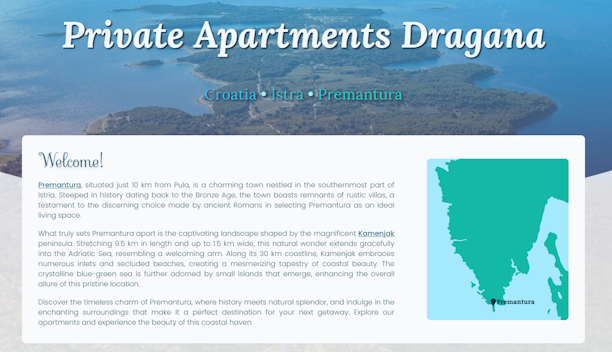 Private Apartments Dragana
Croatia • Istra • Premantura
Welcome!
Premantura, situated just 10 km from Pula, is a charming town nestled in the southernmost part of
Istria. Steeped in history dating back to the Bronze Age, the town boasts remnants of rustic villas, a
testament to the discerning choice made by ancient Romans in selecting Premantura as an ideal
living space.
What truly sets Premantura apart is the captivating landscape shaped by the magnificent Kamenjak
peninsula. Stretching 9.5 km in length and up to 1.5 km wide, this natural wonder extends gracefully
into the Adriatic Sea, resembling a welcoming arm. Along its 30 km coastline, Kamenjak embraces
numerous inlets and secluded beaches, creating a mesmerizing tapestry of coastal beauty. The
crystalline blue-green sea is further adorned by small islands that emerge, enhancing the overall
allure of this pristine location.
Discover the timeless charm of Premantura, where history meets natural splendor, and indulge in the
enchanting surroundings that make it a perfect destination for your next getaway. Explore our
apartments and experience the beauty of this coastal haven.
Premantura